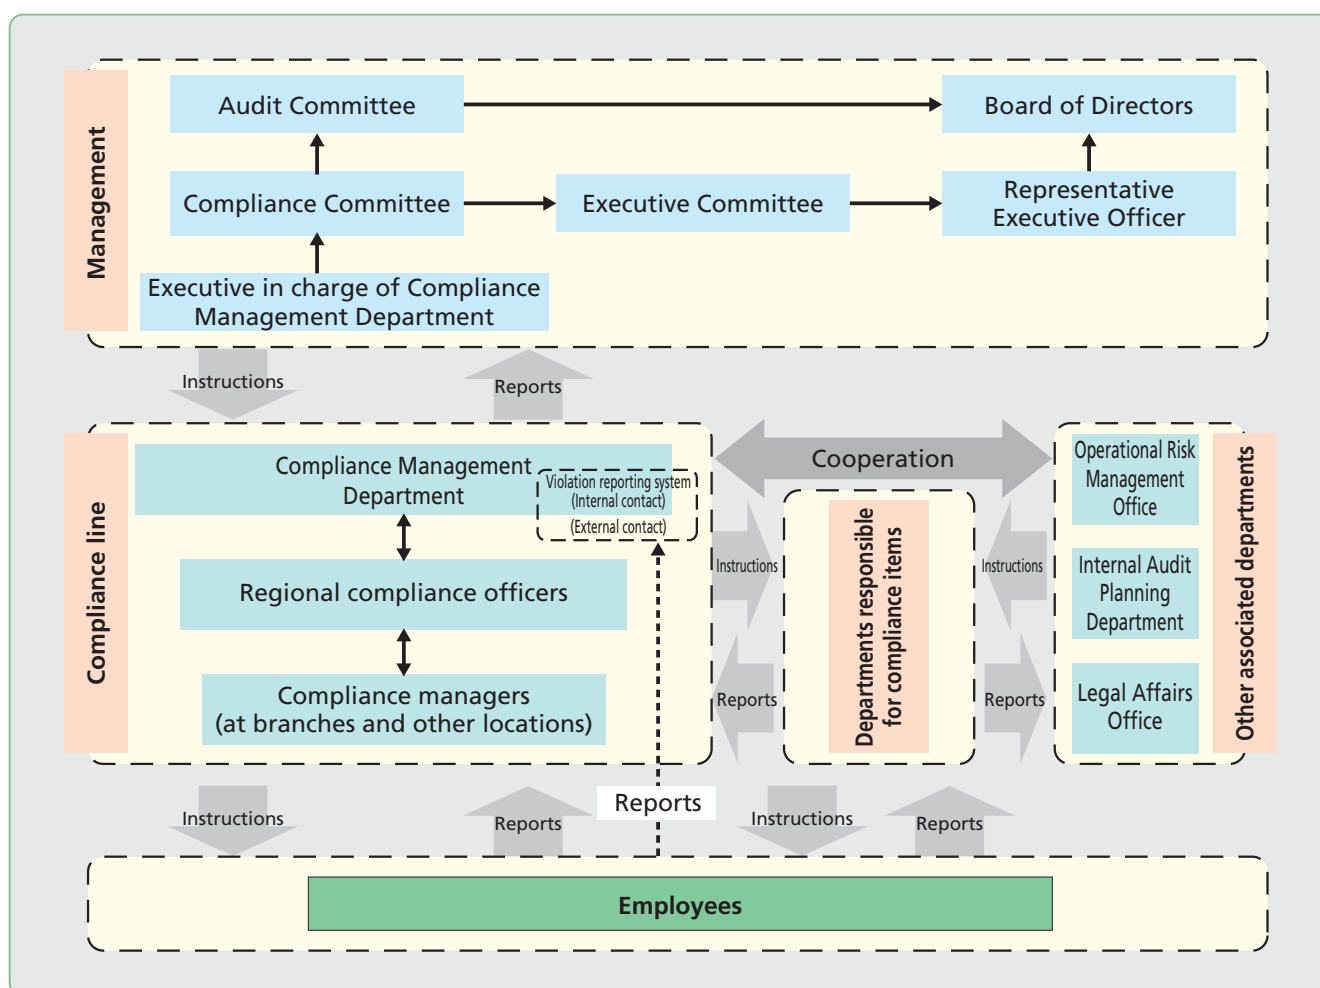 Management
Audit Committee
Board of Directors
Compliance Committee
Executive Committee
Representative
Executive Officer
Executive in charge of Compliance
Management Department
Instructions
Reports
Compliance line
Compliance Management
Department
Violation reporting system
(Internal contact)
(External contact)
Regional compliance officers
Compliance managers
(at branches and other locations)
Cooperation
Instructions
Reports
Departments responsible
for compliance items
Instructions
Reports
Operational Risk
Management
Office
Internal Audit
Planning
Department
Legal Affairs
Office
Other associated departments
Instructions
Reports
Reports
Instructions
Reports
Employees